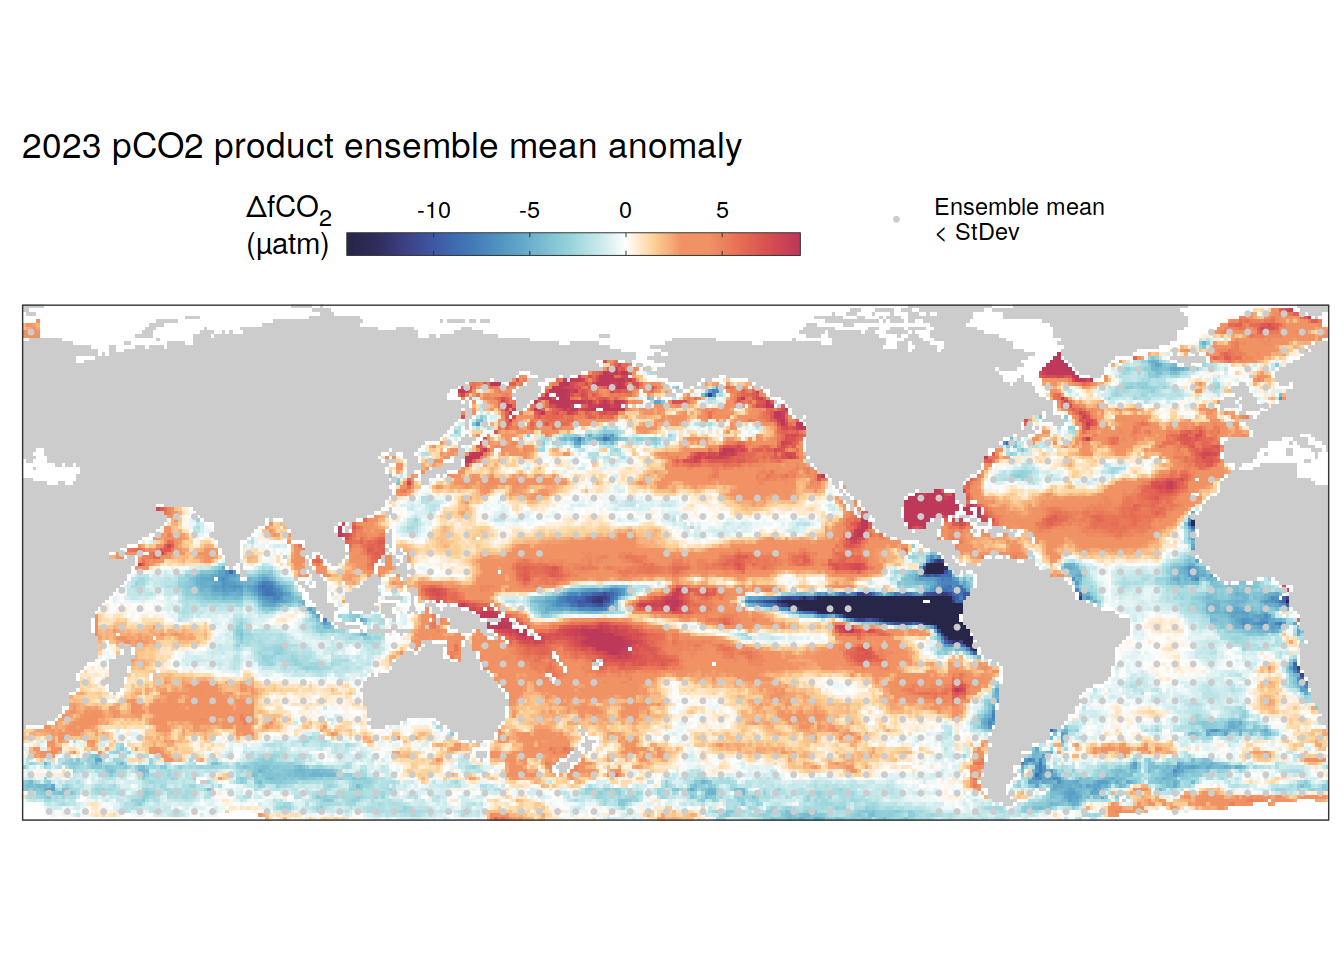 2023 pCO2 product ensemble mean anomaly
ΔfCO₂
(µatm)
-10 -5 0 5
Ensemble mean
< StDev